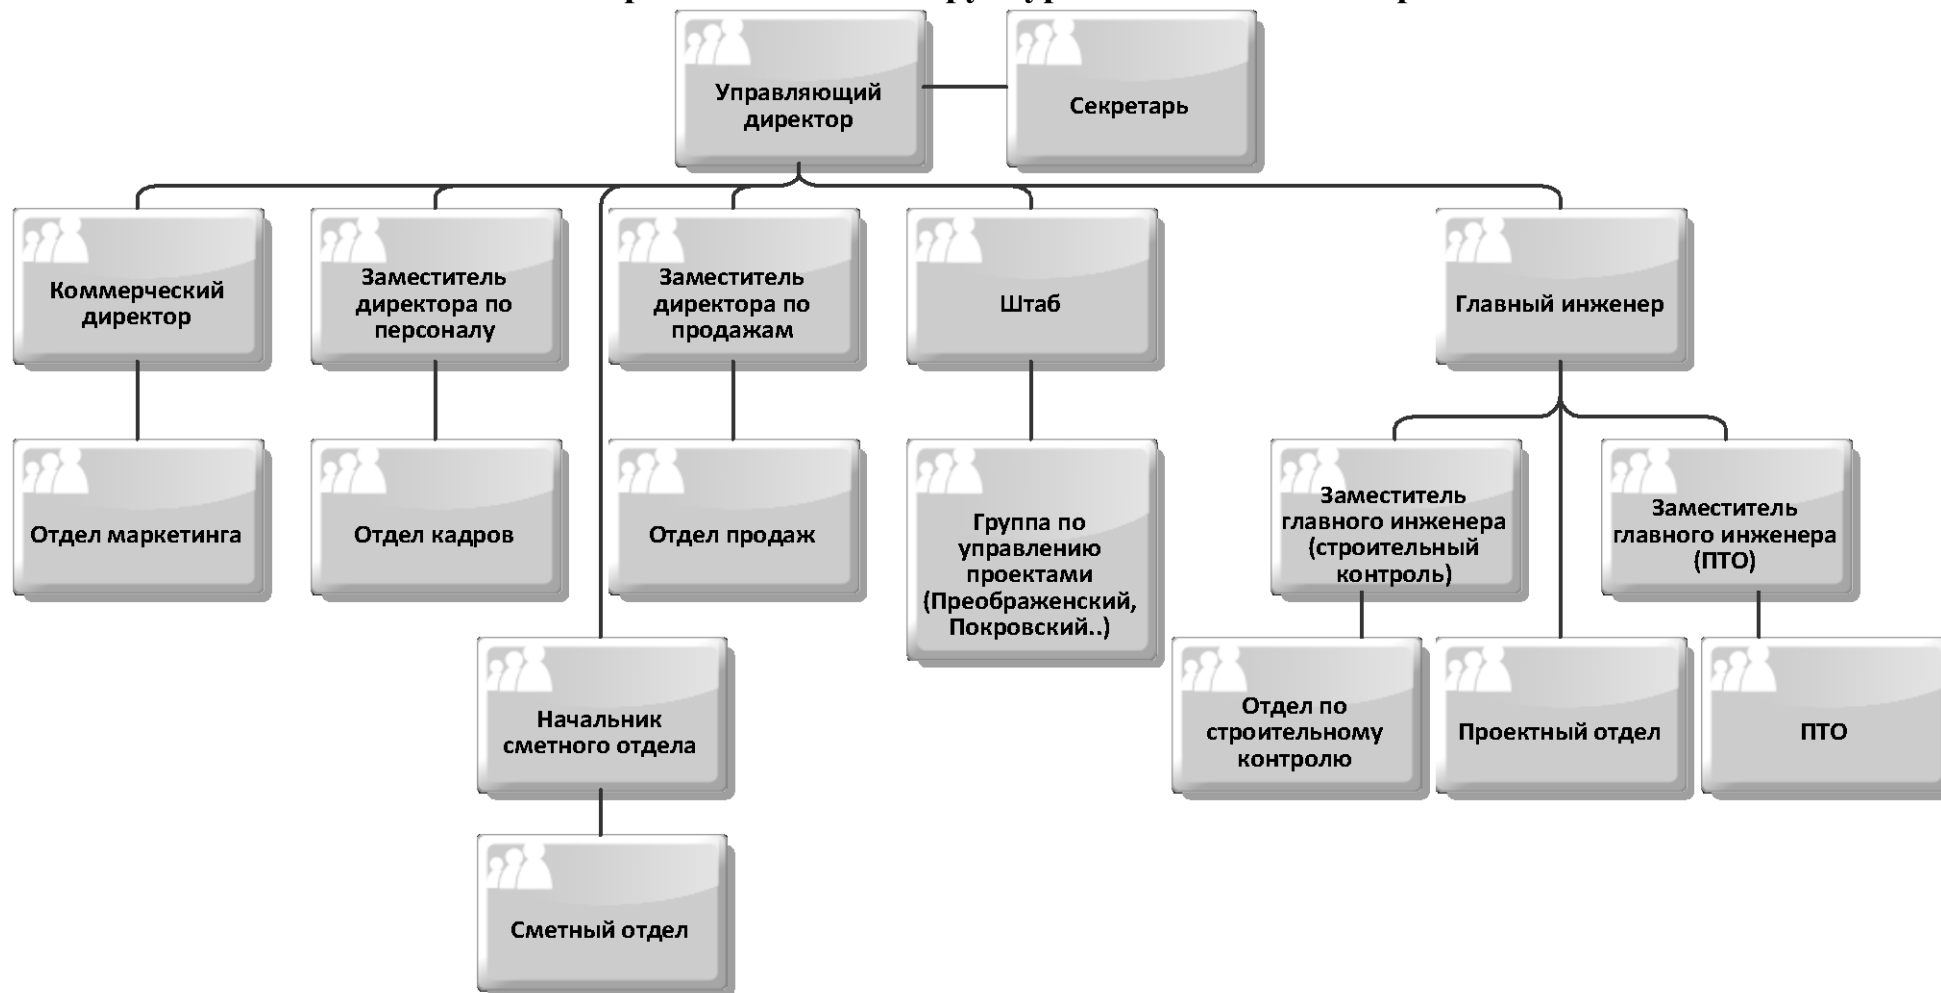 Управляющий
директор
Секретарь
Коммерческий
директор
Заместитель
директора по
персоналу
Заместитель
директора по
продажам
Штаб
Главный инженер
Отдел маркетинга
Отдел кадров
Отдел продаж
Группа по
управлению
проектами
(Преображенский,
Покровский..)
Заместитель
главного инженера
(строительный
контроль)
Заместитель
главного инженера
(ПТО)
Начальник
сметного отдела
Отдел по
строительному
контролю
Проектный отдел
ПТО
Сметный отдел